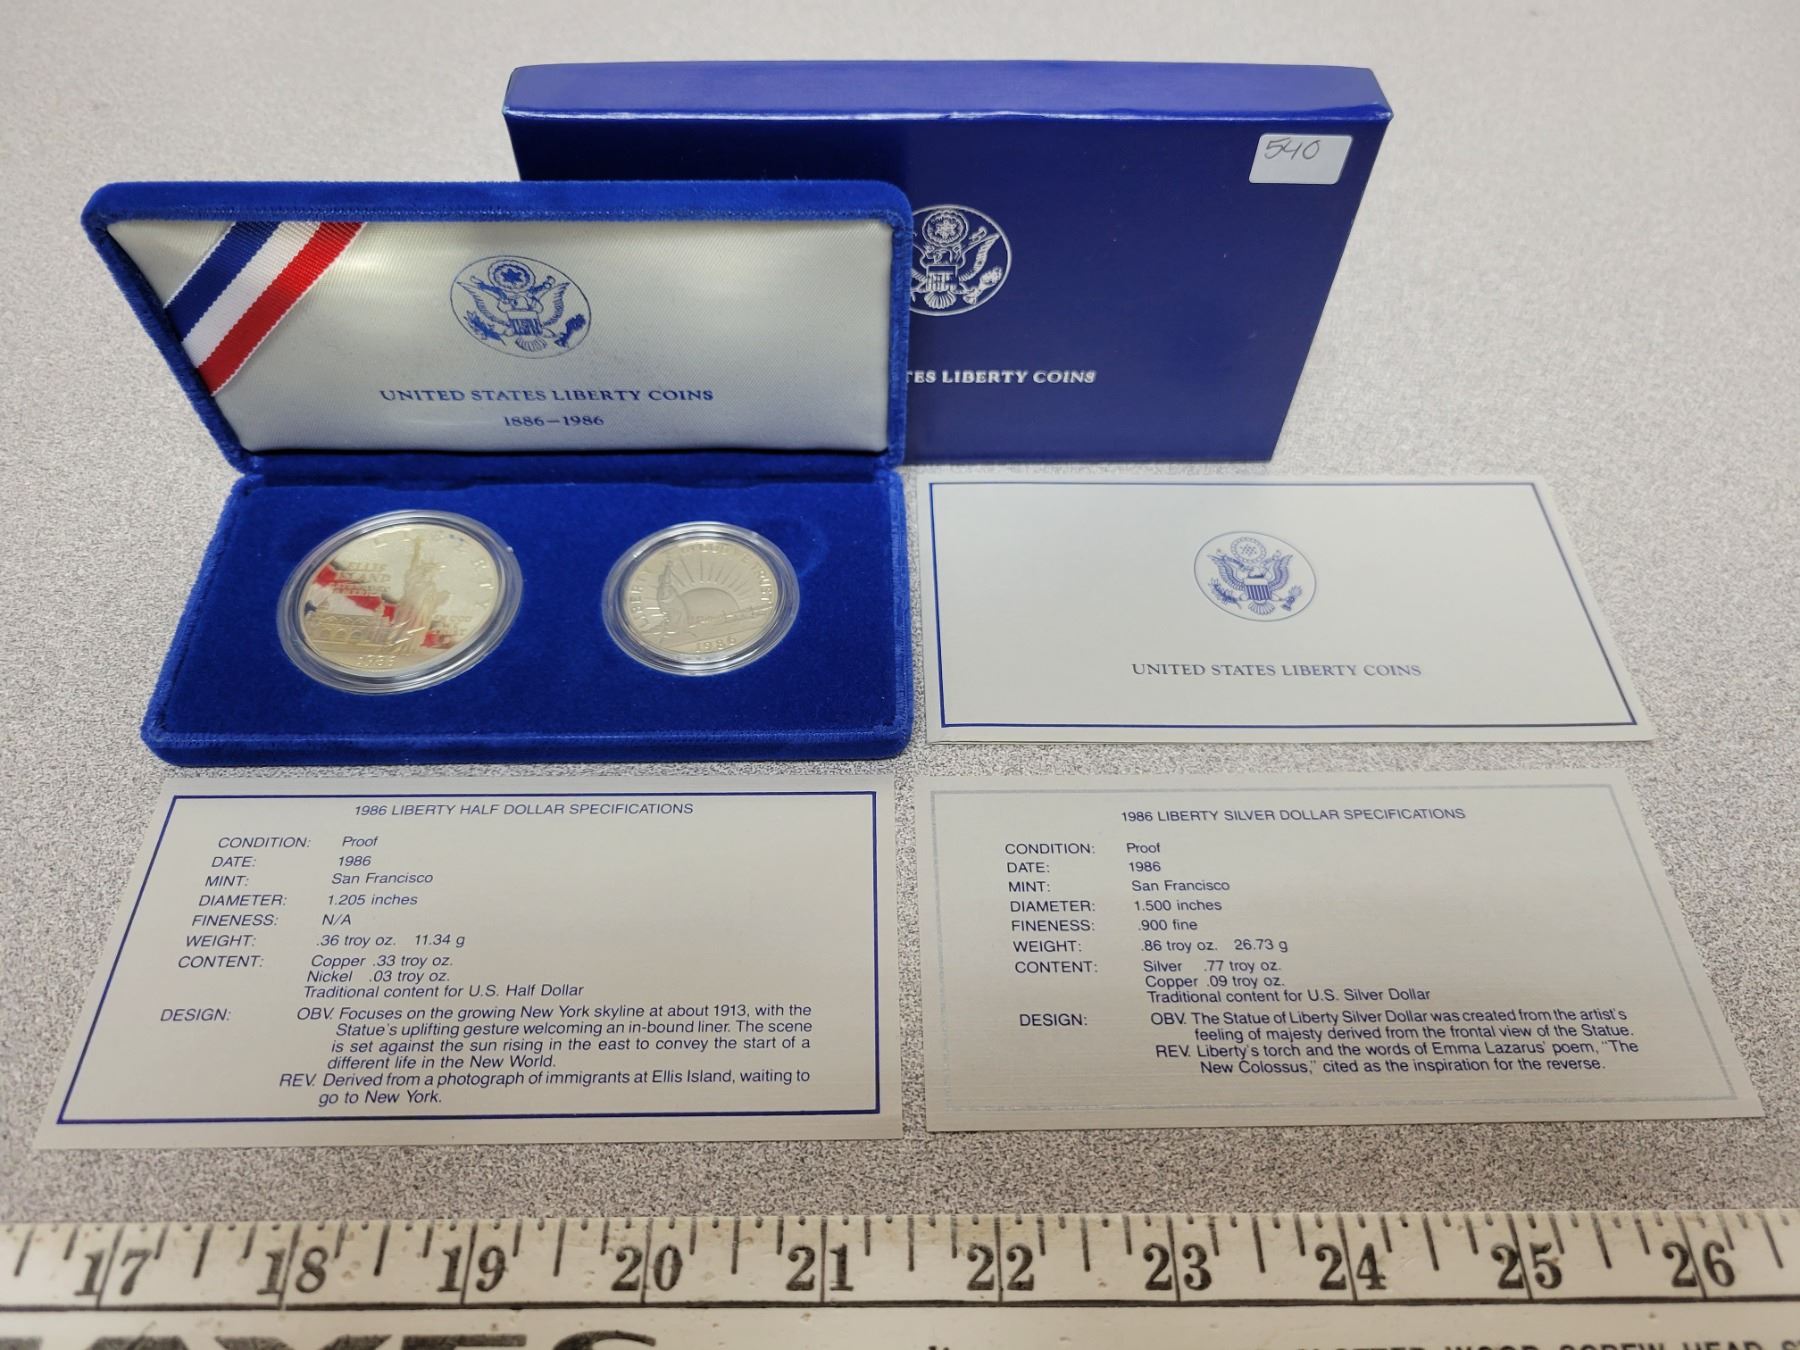 540
TES LIBERTY COINS
UNITED STATES LIBERTY COINS
1886–1986
LIBERTY
ELLIS
ISLAND
1986
LIBERTY
1986
UNITED STATES LIBERTY COINS
1986 LIBERTY HALF DOLLAR SPECIFICATIONS
CONDITION: Proof
DATE: 1986
MINT: San Francisco
DIAMETER: 1.205 inches
FINENESS: N/A
WEIGHT: .36 troy oz. 11.34 g
CONTENT: Copper .33 troy oz.
Nickel .03 troy oz.
Traditional content for U.S. Half Dollar
DESIGN: OBV. Focuses on the growing New York skyline at about 1913, with the
Statue's uplifting gesture welcoming an in-bound liner. The scene
is set against the sun rising in the east to convey the start of a
different life in the New World.
REV. Derived from a photograph of immigrants at Ellis Island, waiting to
go to New York.
1986 LIBERTY SILVER DOLLAR SPECIFICATIONS
CONDITION: Proof
DATE: 1986
MINT: San Francisco
DIAMETER: 1.500 inches
FINENESS: .900 fine
WEIGHT: .86 troy oz. 26.73 g
CONTENT: Silver .77 troy oz.
Copper .09 troy oz.
Traditional content for U.S. Silver Dollar
DESIGN: OBV. The Statue of Liberty Silver Dollar was created from the artist's
feeling of majesty derived from the frontal view of the Statue.
REV. Liberty's torch and the words of Emma Lazarus' poem, "The
New Colossus," cited as the inspiration for the reverse.
17 18 19 20 21 22 23 24 25 26
WOOD SCREW HEAD